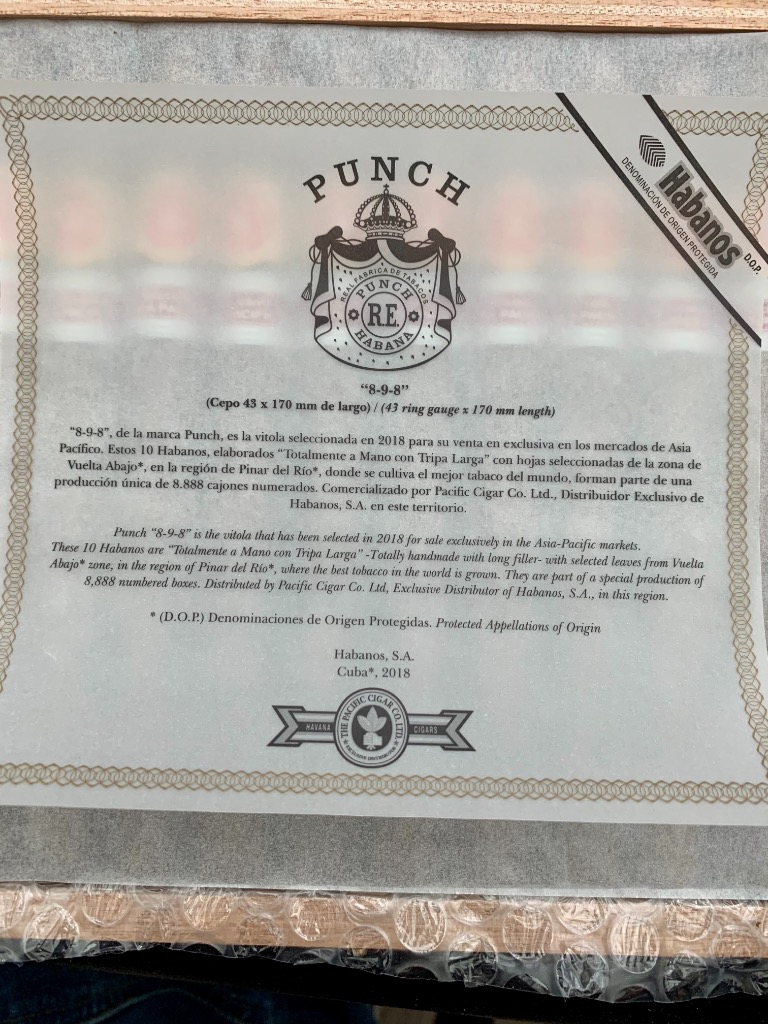 Habanos
DENOMINACIÓN DE ORIGEN PROTEGIDA
D.O.P.
PUNCH
REAL FABRICA DE TABACOS
PUNCH
R.E.
HABANA
“8-9-8”
(Cepo 43 x 170 mm de largo) / (43 ring gauge x 170 mm length)
“8-9-8”, de la marca Punch, es la vitola seleccionada en 2018 para su venta en exclusiva en los mercados de Asia
Pacífico. Estos 10 Habanos, elaborados “Totalmente a Mano con Tripa Larga” con hojas seleccionadas de la zona de
Vuelta Abajo*, en la región de Pinar del Río*, donde se cultiva el mejor tabaco del mundo, forman parte de una
producción única de 8.888 cajones numerados. Comercializado por Pacific Cigar Co. Ltd., Distribuidor Exclusivo de
Habanos, S.A. en este territorio.
Punch “8-9-8” is the vitola that has been selected in 2018 for sale exclusively in the Asia-Pacific markets.
These 10 Habanos are “Totalmente a Mano con Tripa Larga” -Totally handmade with long filler- with selected leaves from Vuelta
Abajo* zone, in the region of Pinar del Río*, where the best tobacco in the world is grown. They are part of a special production of
8,888 numbered boxes. Distributed by Pacific Cigar Co. Ltd, Exclusive Distributor of Habanos, S.A., in this region.
* (D.O.P.) Denominaciones de Origen Protegidas. Protected Appellations of Origin
Habanos, S.A.
Cuba*, 2018
THE PACIFIC CIGAR CO. LTD.
HAVANA CIGARS
EXCLUSIVE DISTRIBUTOR